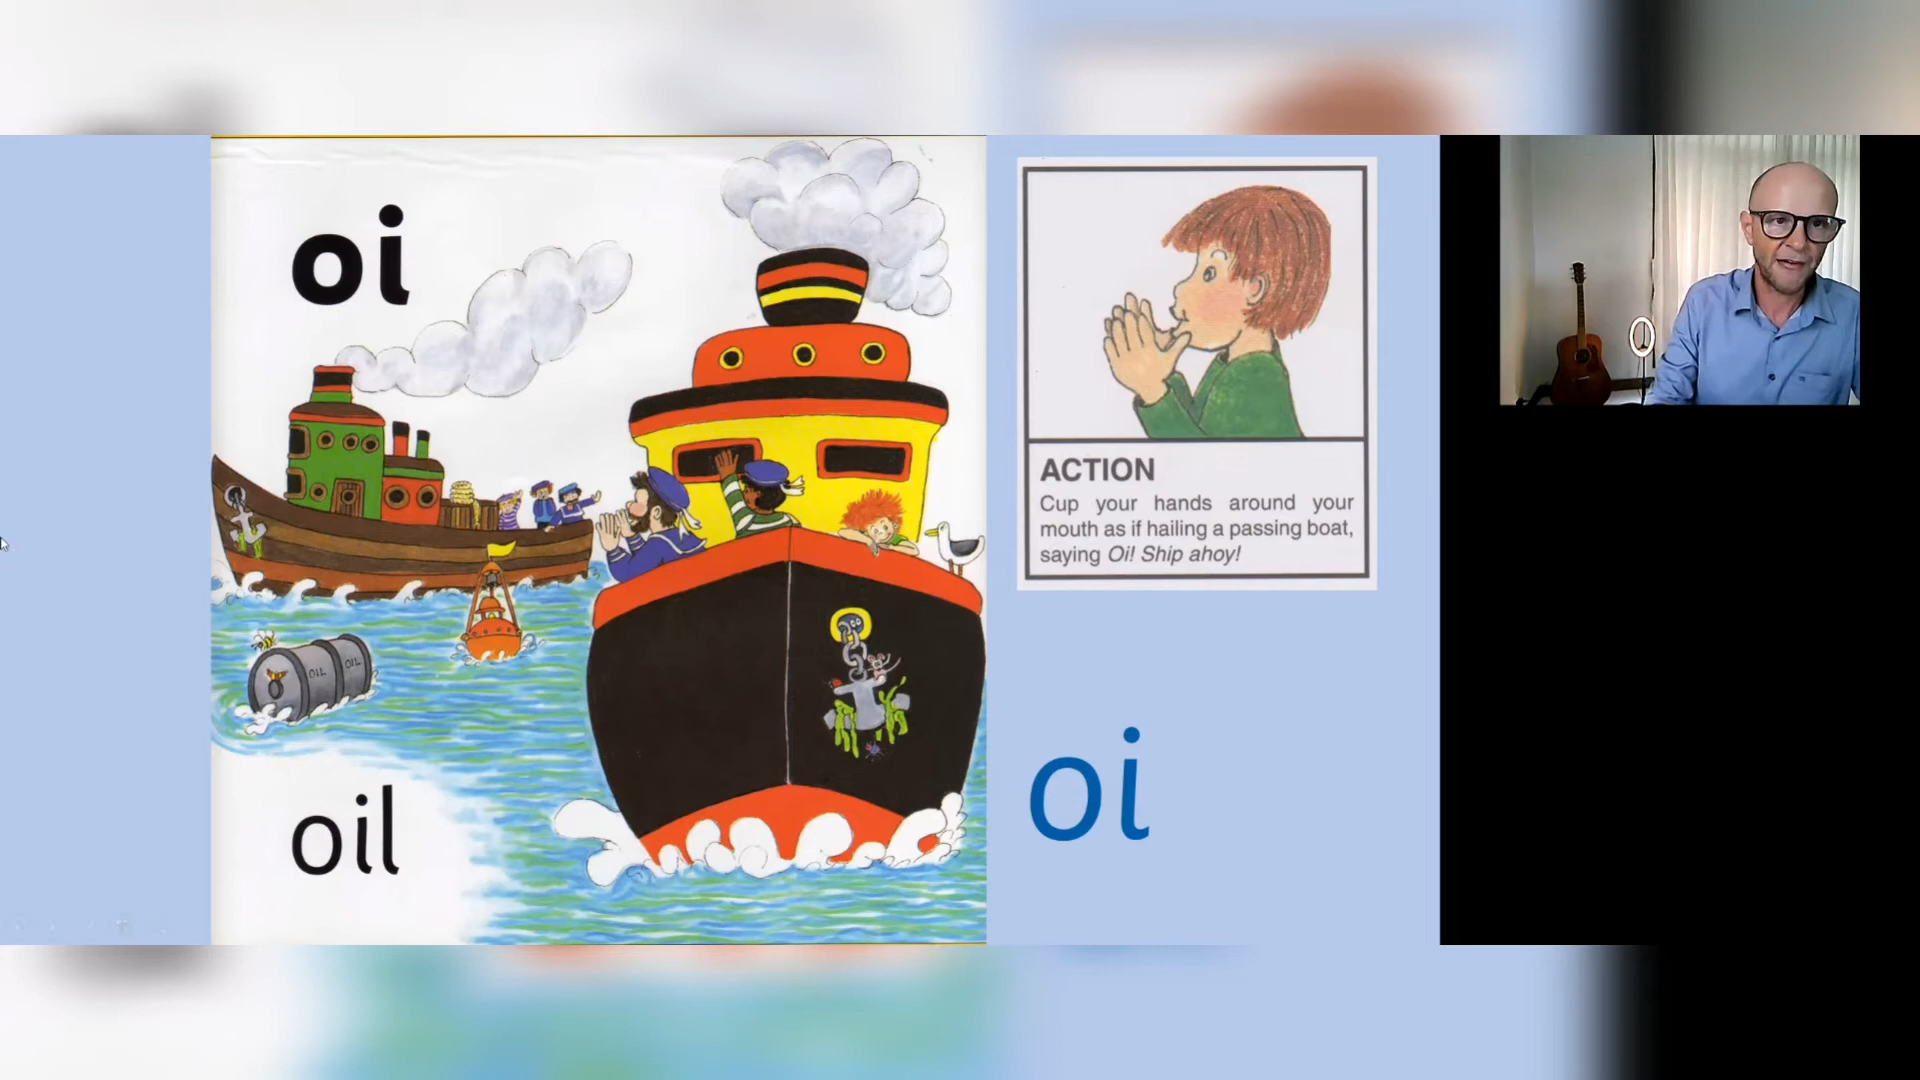 oi
OIL OIL
oil
ACTION
Cup your hands around your
mouth as if hailing a passing boat,
saying Oi! Ship ahoy!
oi